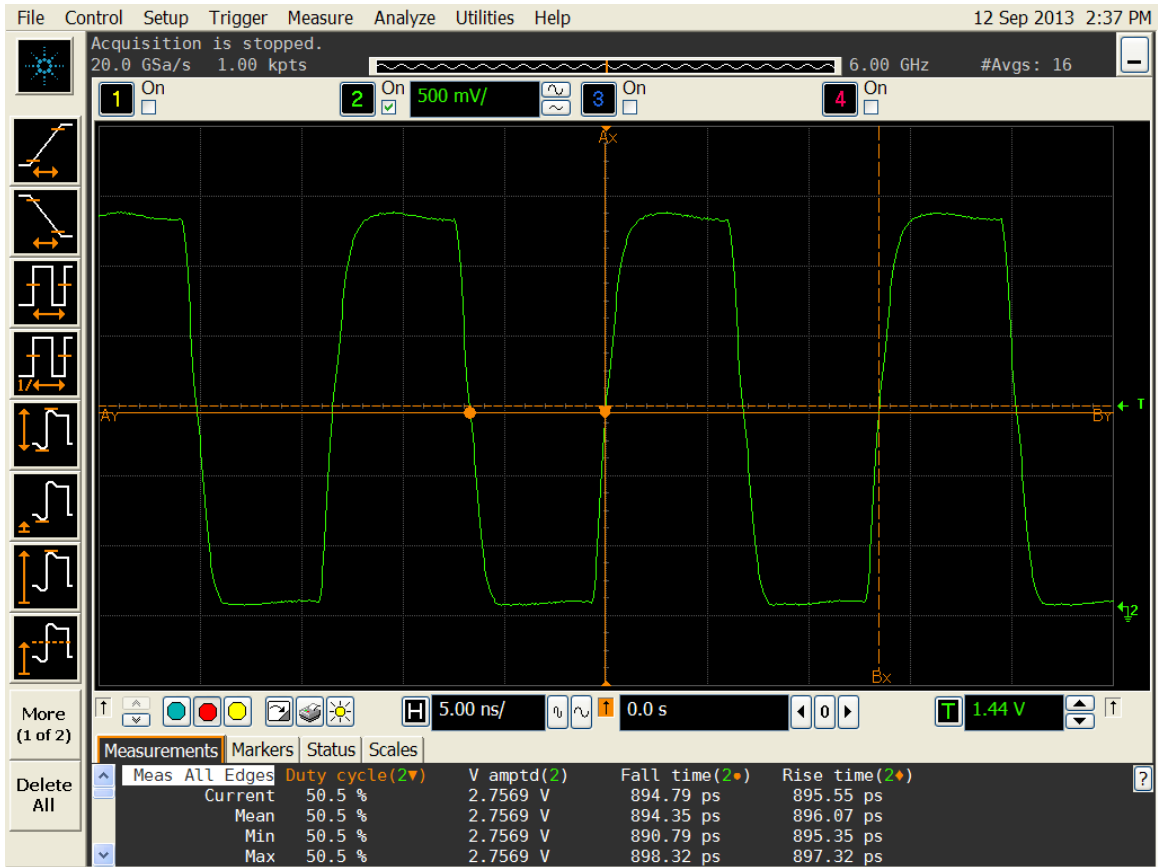 File Control Setup Trigger Measure Analyze Utilities Help 12 Sep 2013 2:37 PM
Acquisition is stopped.
20.0 GSa/s 1.00 kpts 6.00 GHz #Avgs: 16
1 On 2 On 500 mV/ 3 On 4 On
Ax
T
AY BY
2
Bx
1/
H 5.00 ns/ 0.0 s 0 T 1.44 V
More
(1 of 2)
Delete
All
Measurements Markers Status Scales
Meas All Edges Duty cycle(2▼) V amptd(2) Fall time(2●) Rise time(2♦) ?
Current 50.5 % 2.7569 V 894.79 ps 895.55 ps
Mean 50.5 % 2.7569 V 894.35 ps 896.07 ps
Min 50.5 % 2.7569 V 890.79 ps 895.35 ps
Max 50.5 % 2.7569 V 898.32 ps 897.32 ps